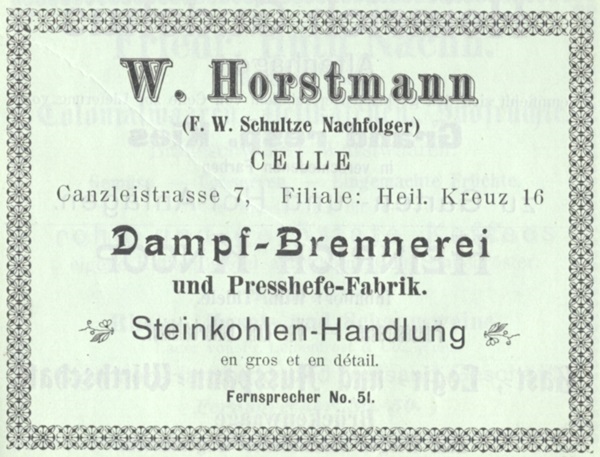 W. Horstmann
(F. W. Schultze Nachfolger)
CELLE
Canzleistrasse 7, Filiale: Heil. Kreuz 16
Dampf-Brennerei
und Presshefe-Fabrik.
Steinkohlen-Handlung
en gros et en détail.
Fernsprecher No. 51.